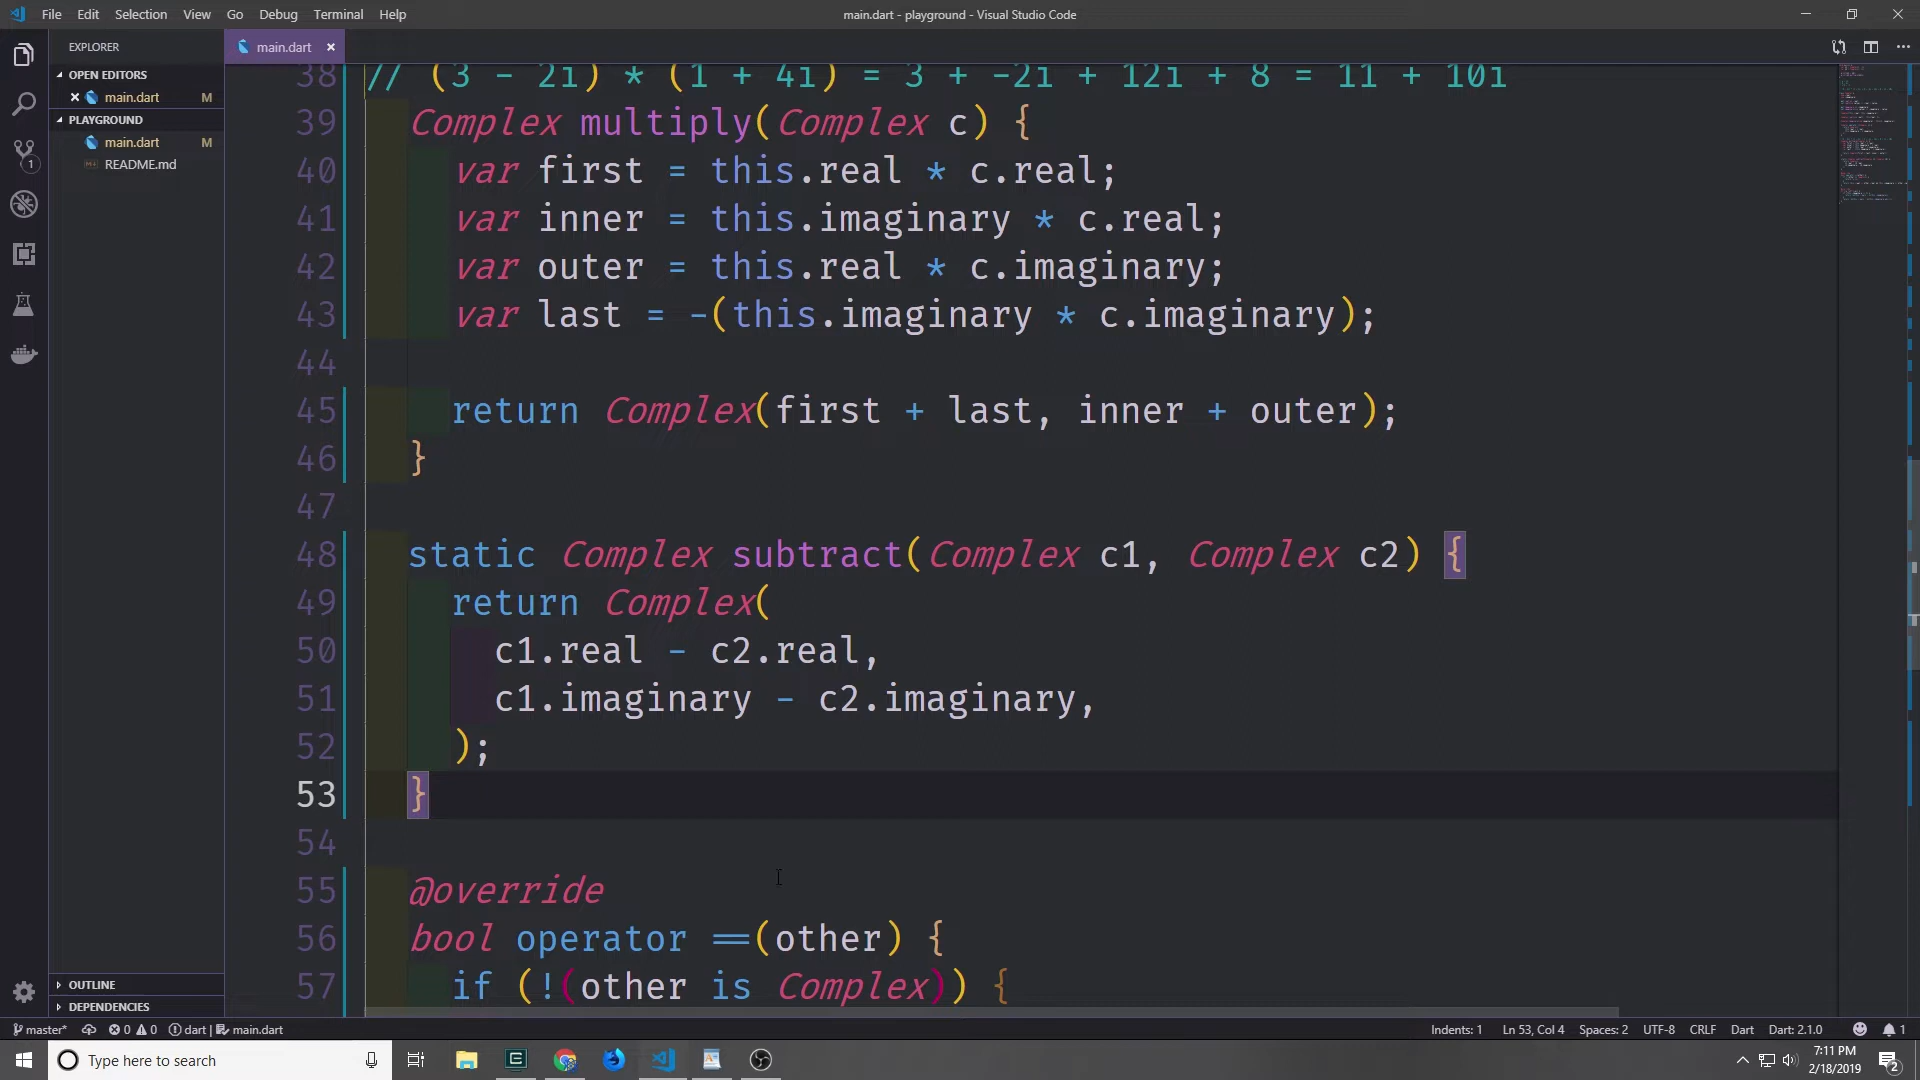 File Edit Selection View Go Debug Terminal Help
main.dart - playground - Visual Studio Code
EXPLORER
OPEN EDITORS
main.dart M
PLAYGROUND
main.dart M
README.md
1
OUTLINE
DEPENDENCIES
main.dart
38 // (3 - 2i) * (1 + 4i) = 3 + -2i + 12i + 8 = 11 + 10i
39 Complex multiply(Complex c) {
40 var first = this.real * c.real;
41 var inner = this.imaginary * c.real;
42 var outer = this.real * c.imaginary;
43 var last = -(this.imaginary * c.imaginary);
44
45 return Complex(first + last, inner + outer);
46 }
47
48 static Complex subtract(Complex c1, Complex c2) {
49 return Complex(
50 c1.real - c2.real,
51 c1.imaginary - c2.imaginary,
52 );
53 }
54
55 @override
56 bool operator ==(other) {
57 if (!(other is Complex)) {
master* 0 0 dart | main.dart
Indents: 1 Ln 53, Col 4 Spaces: 2 UTF-8 CRLF Dart Dart: 2.1.0 1
Type here to search
7:11 PM
2/18/2019
2